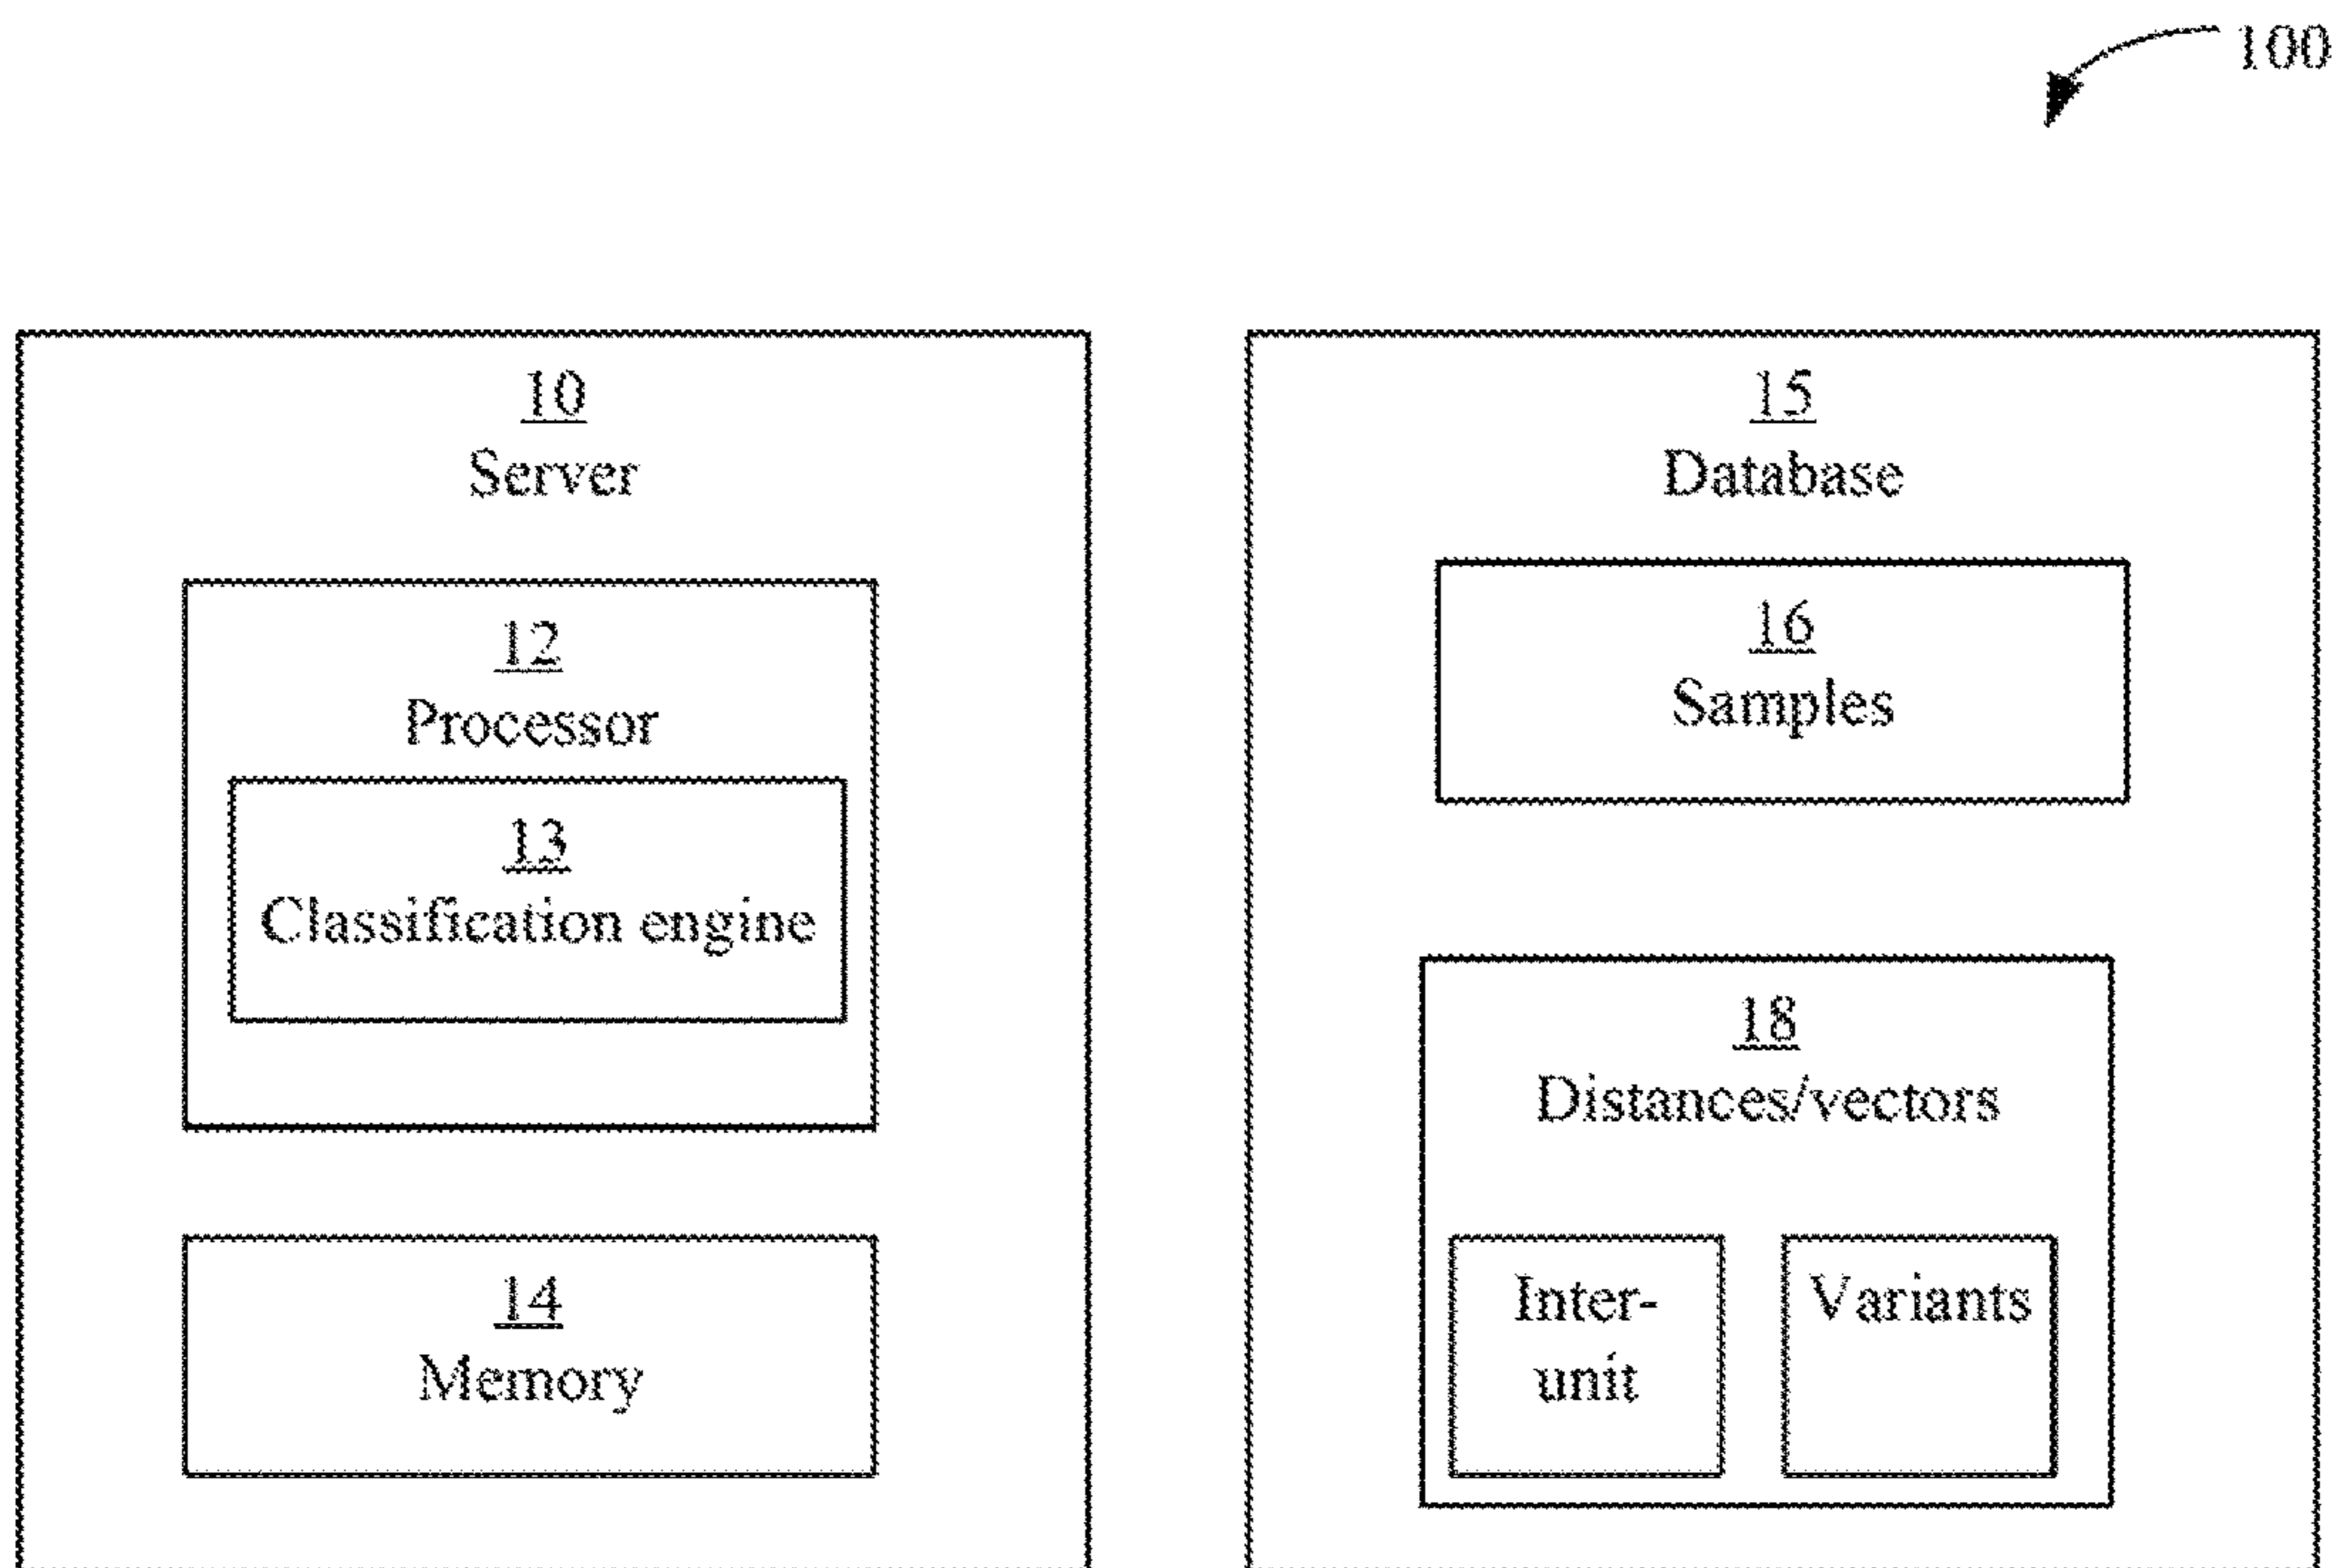 100
10
Server
12
Processor
13
Classification engine
14
Memory
15
Database
16
Samples
18
Distances/vectors
Inter-
unit
Variants